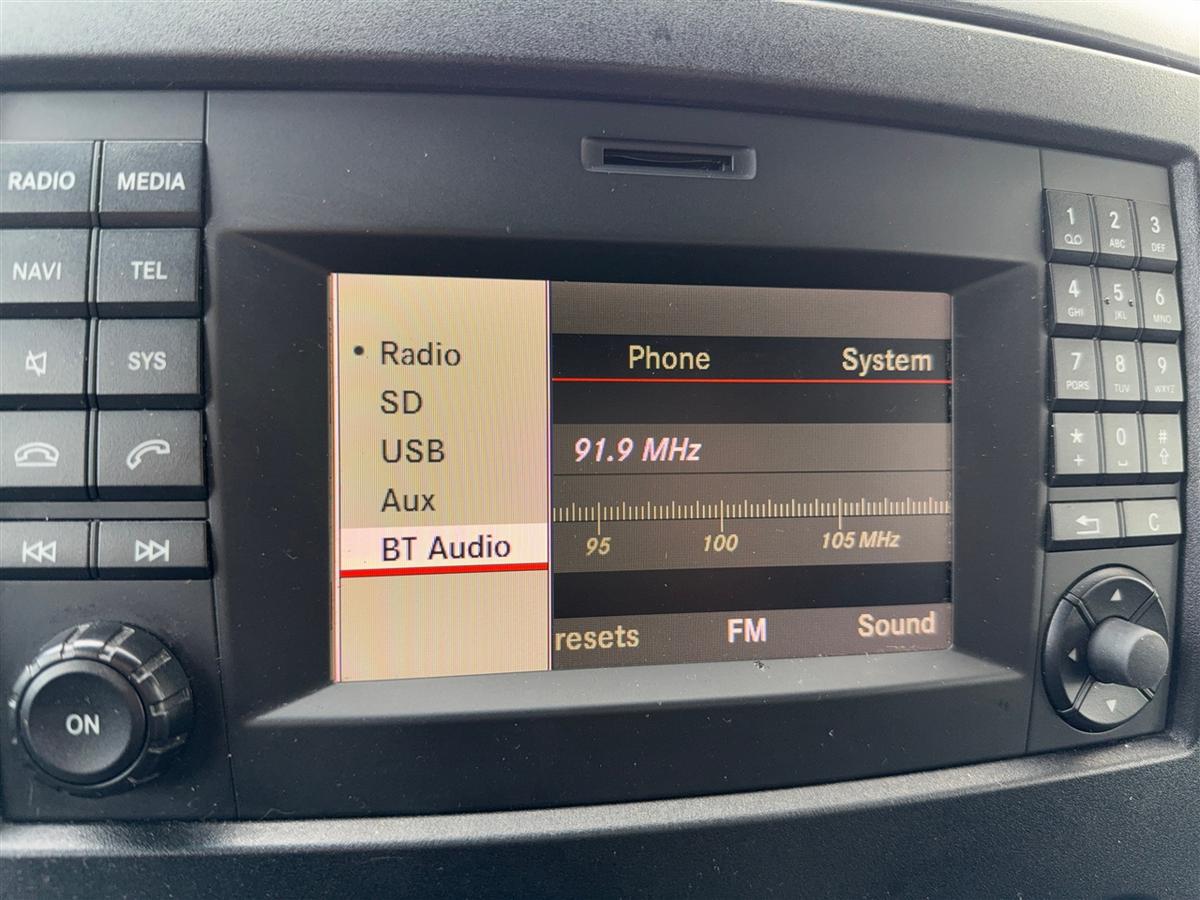 RADIO
MEDIA
NAVI
TEL
SYS
ON
Radio
SD
USB
Aux
BT Audio
Phone System
91.9 MHz
95 100 105 MHz
resets FM Sound
1 2 ABC 3 DEF
4 GHI 5 JKL 6 MNO
7 PQRS 8 TUV 9 WXYZ
* + 0 #
C